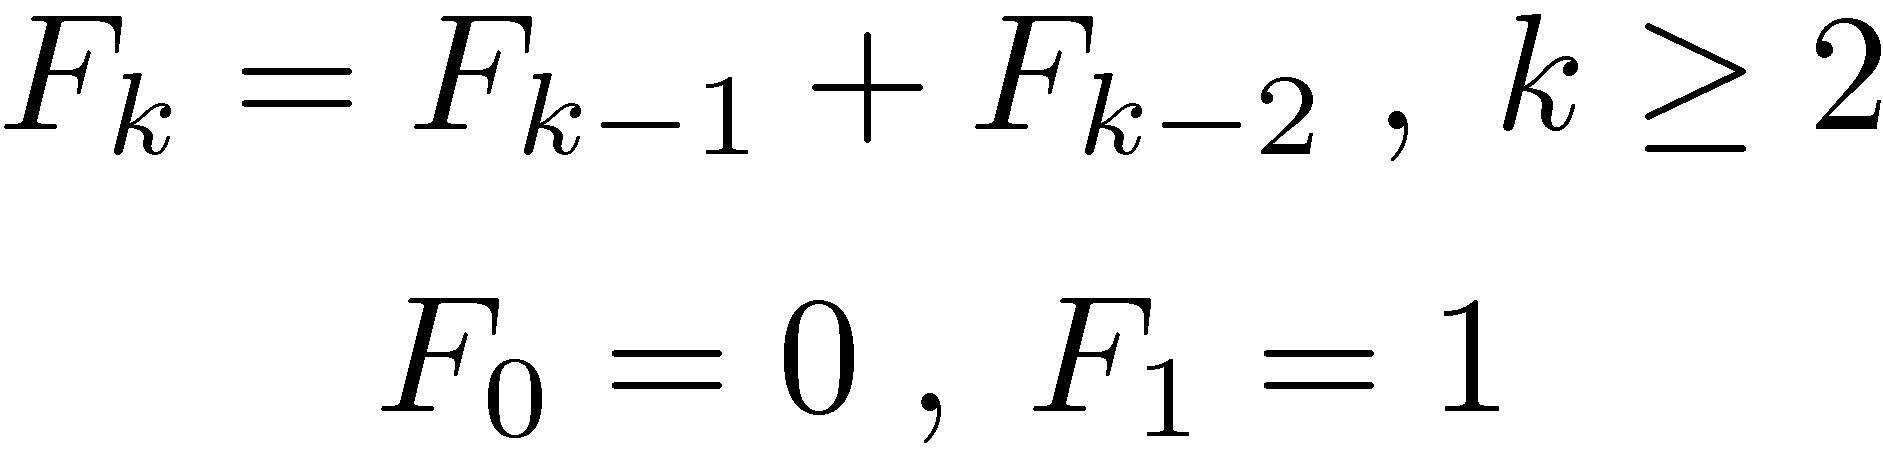 F_k = F_{k-1} + F_{k-2} , k ≥ 2
F_0 = 0 , F_1 = 1